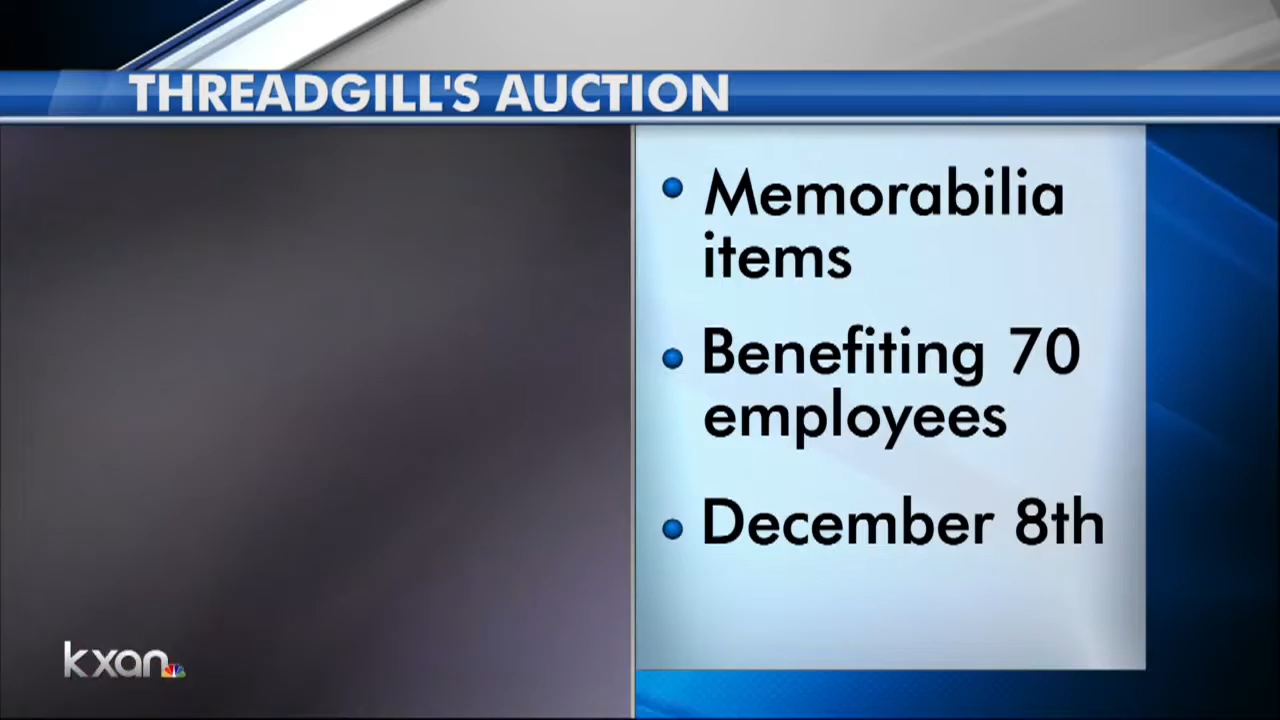 THREADGILL'S AUCTION
Memorabilia
items
Benefiting 70
employees
December 8th
kxan